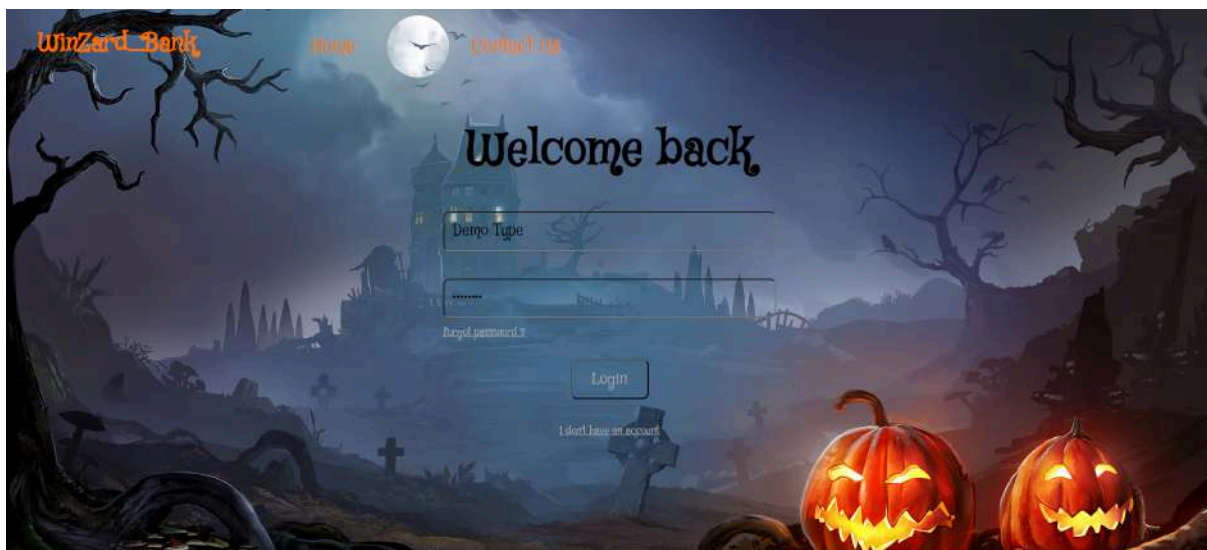 WinZard_Bank
Home
Contact Us
Welcome back
Demo Type
••••••••
Forgot password ?
Login
I don't have an account